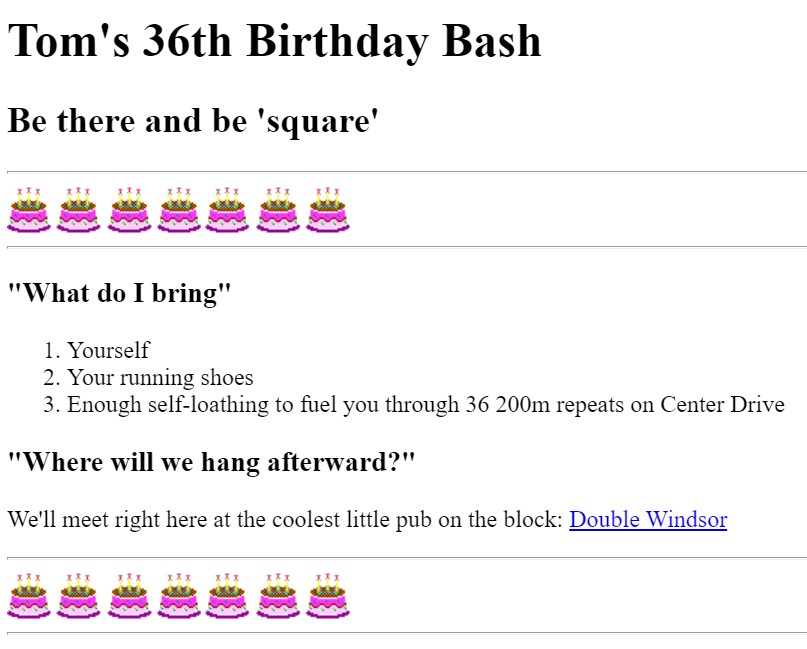 Tom's 36th Birthday Bash
Be there and be 'square'
"What do I bring"
1. Yourself
2. Your running shoes
3. Enough self-loathing to fuel you through 36 200m repeats on Center Drive
"Where will we hang afterward?"
We'll meet right here at the coolest little pub on the block: Double Windsor